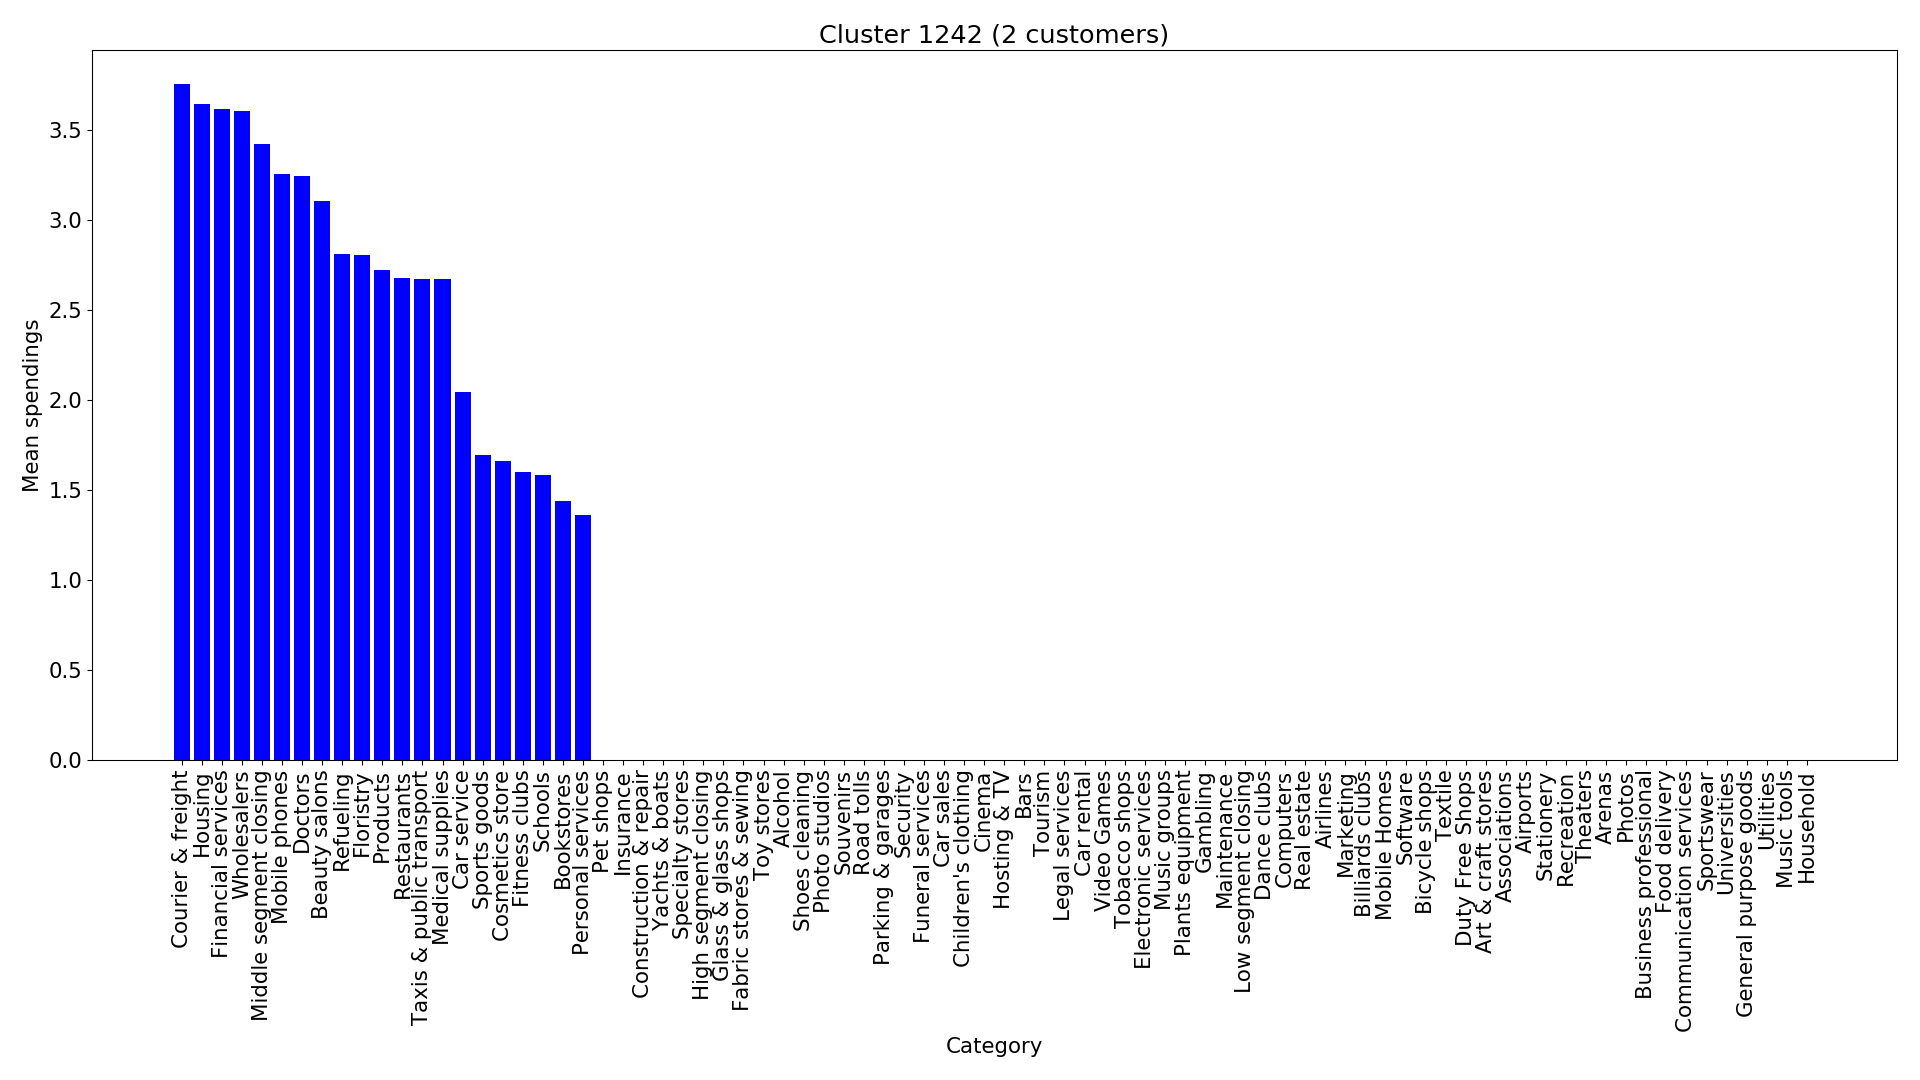 Cluster 1242 (2 customers)
Mean spendings
3.5
3.0
2.5
2.0
1.5
1.0
0.5
0.0
Courier & freight
Housing
Financial services
Wholesalers
Middle segment closing
Mobile phones
Doctors
Beauty salons
Refueling
Floristry
Products
Restaurants
Taxis & public transport
Medical supplies
Car service
Sports goods
Cosmetics store
Fitness clubs
Schools
Bookstores
Personal services
Pet shops
Insurance
Construction & repair
Yachts & boats
Specialty stores
High segment closing
Glass & glass shops
Fabric stores & sewing
Toy stores
Alcohol
Shoes cleaning
Photo studios
Souvenirs
Road tolls
Parking & garages
Security
Funeral services
Car sales
Children's clothing
Cinema
Hosting & TV
Bars
Tourism
Legal services
Car rental
Video Games
Tobacco shops
Electronic services
Music groups
Plants equipment
Gambling
Maintenance
Low segment closing
Dance clubs
Computers
Real estate
Airlines
Marketing
Billiards clubs
Mobile Homes
Software
Bicycle shops
Textile
Duty Free Shops
Art & craft stores
Associations
Airports
Stationery
Recreation
Theaters
Arenas
Photos
Business professional
Food delivery
Communication services
Sportswear
Universities
General purpose goods
Utilities
Music tools
Household
Category